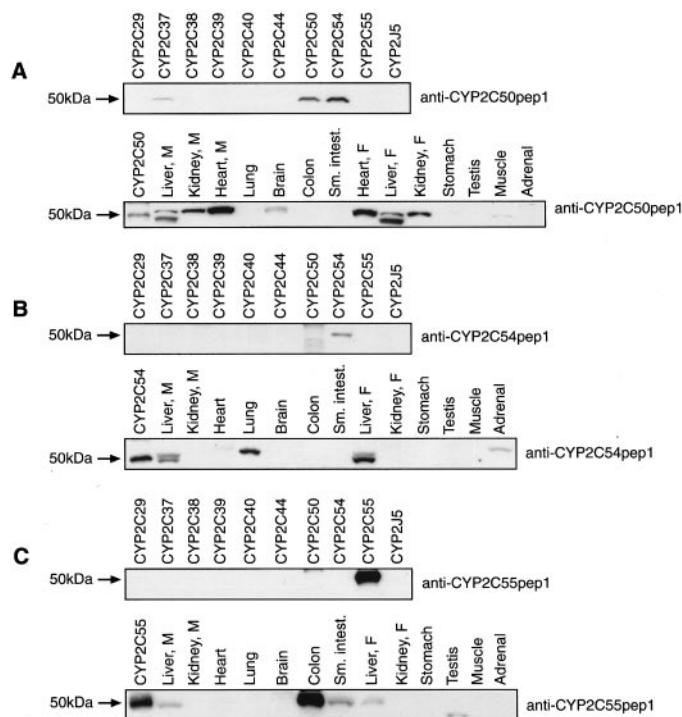 CYP2C29 CYP2C37 CYP2C38 CYP2C39 CYP2C40 CYP2C44 CYP2C50 CYP2C54 CYP2C55 CYP2J5
A
50kDa anti-CYP2C50pep1
CYP2C50 Liver, M Kidney, M Heart, M Lung Brain Colon Sm. intest. Heart, F Liver, F Kidney, F Stomach Testis Muscle Adrenal
50kDa anti-CYP2C50pep1
CYP2C29 CYP2C37 CYP2C38 CYP2C39 CYP2C40 CYP2C44 CYP2C50 CYP2C54 CYP2C55 CYP2J5
B
50kDa anti-CYP2C54pep1
CYP2C54 Liver, M Kidney, M Heart Lung Brain Colon Sm. intest. Liver, F Kidney, F Stomach Testis Muscle Adrenal
50kDa anti-CYP2C54pep1
CYP2C29 CYP2C37 CYP2C38 CYP2C39 CYP2C40 CYP2C44 CYP2C50 CYP2C54 CYP2C55 CYP2J5
C
50kDa anti-CYP2C55pep1
CYP2C55 Liver, M Kidney, M Heart Lung Brain Colon Sm. intest. Liver, F Kidney, F Stomach Testis Muscle Adrenal
50kDa anti-CYP2C55pep1